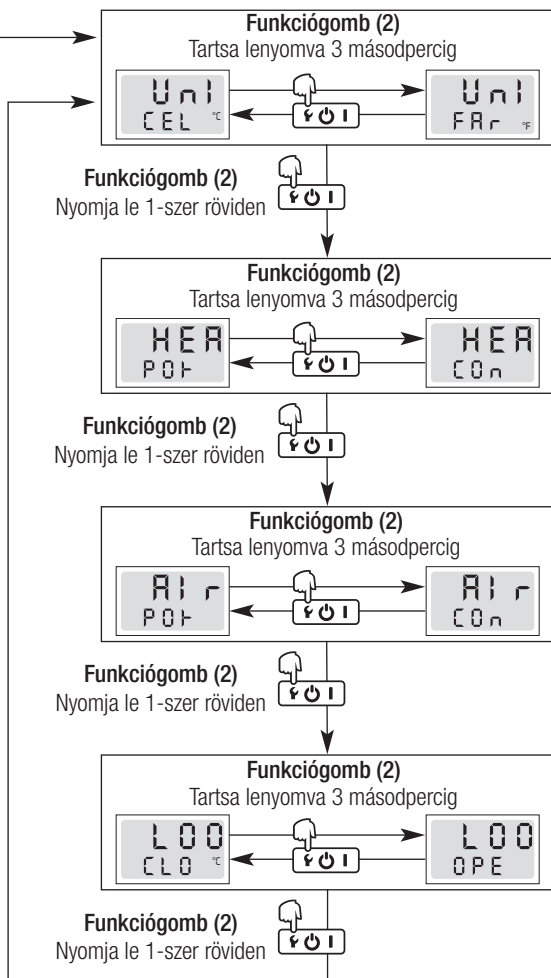 Funkciógomb (2)
Tartsa lenyomva 3 másodpercig
UnI UnI
CEL °C FAr °F
Funkciógomb (2)
Nyomja le 1-szer röviden
Funkciógomb (2)
Tartsa lenyomva 3 másodpercig
HEA HEA
POt COn
Funkciógomb (2)
Nyomja le 1-szer röviden
Funkciógomb (2)
Tartsa lenyomva 3 másodpercig
AIr AIr
POt COn
Funkciógomb (2)
Nyomja le 1-szer röviden
Funkciógomb (2)
Tartsa lenyomva 3 másodpercig
LOO LOO
CLO °C OPE
Funkciógomb (2)
Nyomja le 1-szer röviden